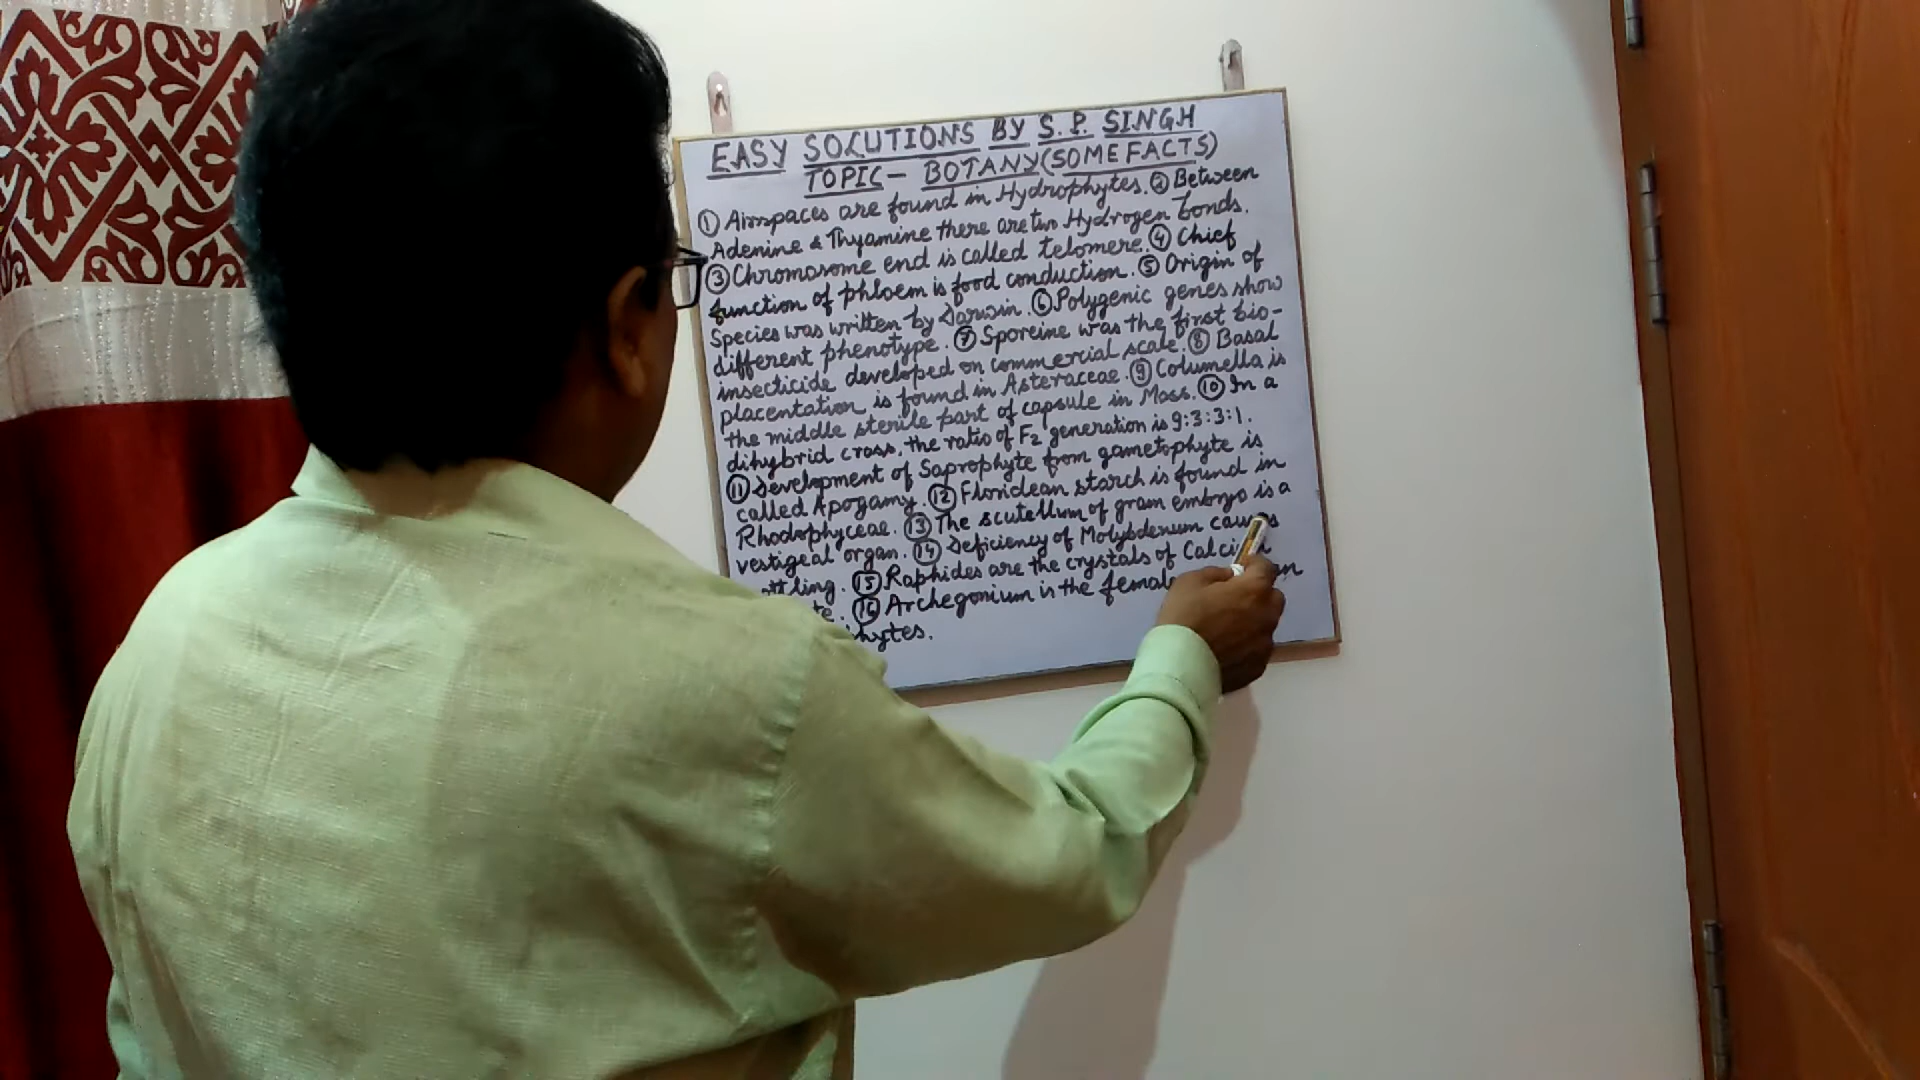 EASY SOLUTIONS BY S.P. SINGH
TOPIC- BOTANY(SOME FACTS)
① Airspaces are found in Hydrophytes. ② Between
Adenine & Thyamine there are two Hydrogen bonds.
③ Chromosome end is called telomere. ④ Chief
function of phloem is food conduction. ⑤ Origin of
Species was written by Darwin. ⑥ Polygenic genes show
different phenotype. ⑦ Sporeine was the first bio-
insecticide developed on commercial scale. ⑧ Basal
placentation is found in Asteraceae. ⑨ Columella is
the middle sterile part of capsule in Moss. ⑩ In a
dihybrid cross, the ratio of F2 generation is 9:3:3:1.
⑪ Development of Saprophyte from gametophyte is
called Apogamy. ⑫ Floridean starch is found in
Rhodophyceae. ⑬ The scutellum of gram embryo is a
vestigeal organ. ⑭ Deficiency of Molybdenum causes
ttling. ⑮ Raphides are the crystals of Calci
te. ⑯ Archegonium is the female an
hytes.